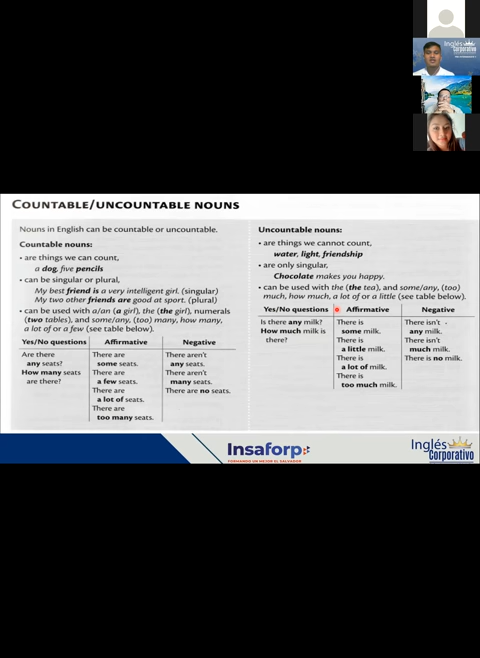 Inglés
Corporativo
COUNTABLE/UNCOUNTABLE NOUNS
Nouns in English can be countable or uncountable.
Countable nouns:
• are things we can count,
a dog, five pencils
• can be singular or plural,
My best friend is a very intelligent girl. (singular)
My two other friends are good at sport. (plural)
• can be used with a/an (a girl), the (the girl), numerals
(two tables), and some/any, (too) many, how many,
a lot of or a few (see table below).
Yes/No questions Affirmative Negative
Are there
any seats?
How many seats
are there?
There are
some seats.
There are
a few seats.
There are
a lot of seats.
There are
too many seats.
There aren't
any seats.
There aren't
many seats.
There are no seats.
Uncountable nouns:
• are things we cannot count,
water, light, friendship
• are only singular,
Chocolate makes you happy.
• can be used with the (the tea), and some/any, (too)
much, how much, a lot of or a little (see table below).
Yes/No questions Affirmative Negative
Is there any milk?
How much milk is
there?
There is
some milk.
There is
a little milk.
There is
a lot of milk.
There is
too much milk.
There isn't
any milk.
There isn't
much milk.
There is no milk.
Insaforp
FORMANDO UN MEJOR EL SALVADOR
Inglés
Corporativo